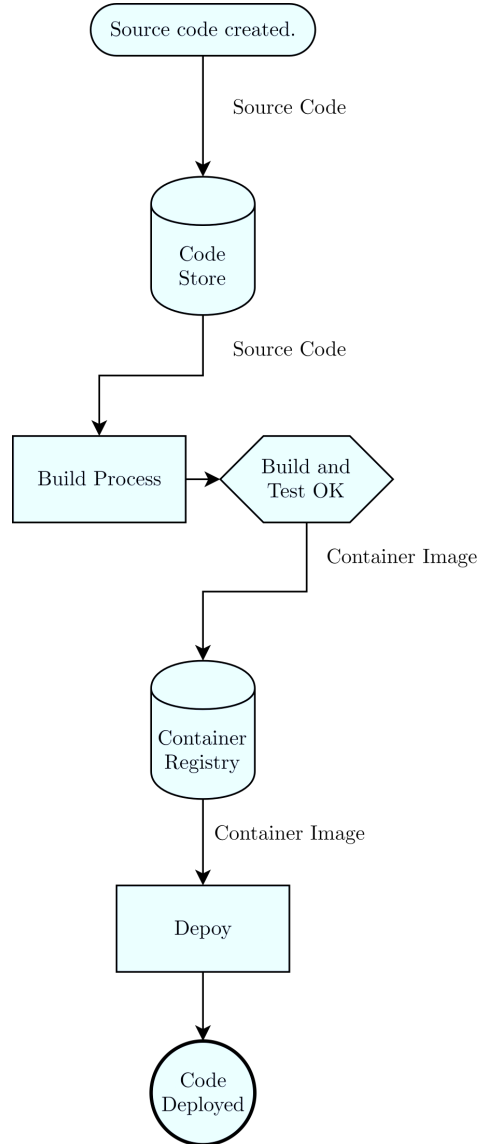 Source code created.
Source Code
Code
Store
Source Code
Build Process
Build and
Test OK
Container Image
Container
Registry
Container Image
Depoy
Code
Deployed